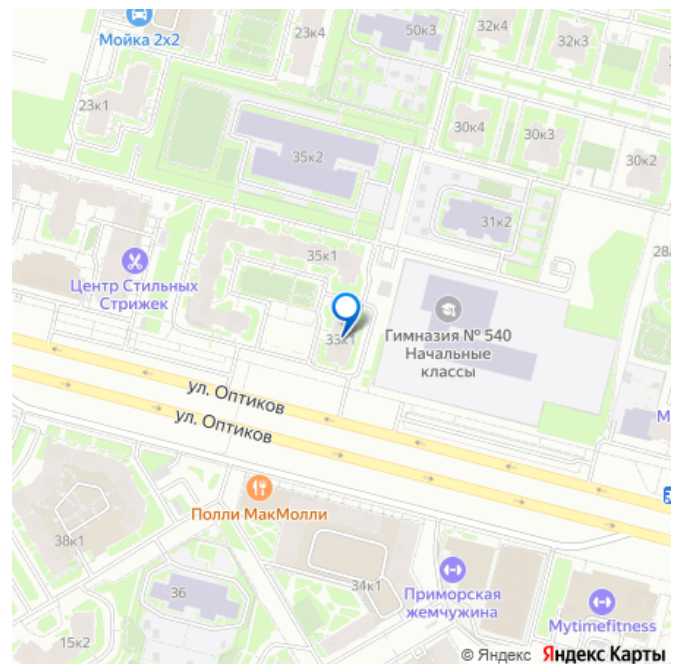 Мойка 2х2
23к4
50к3
32к4
32к3
23к1
35к2
30к4
30к3
30к2
31к2
35к1
Центр Стильных
Стрижек
33к1
Гимназия № 540
Начальные
классы
ул. Оптиков
ул. Оптиков
Полли МакМолли
38к1
34к1
36
Приморская
жемчужина
Mytimefitness
15к2
© Яндекс Яндекс Карты